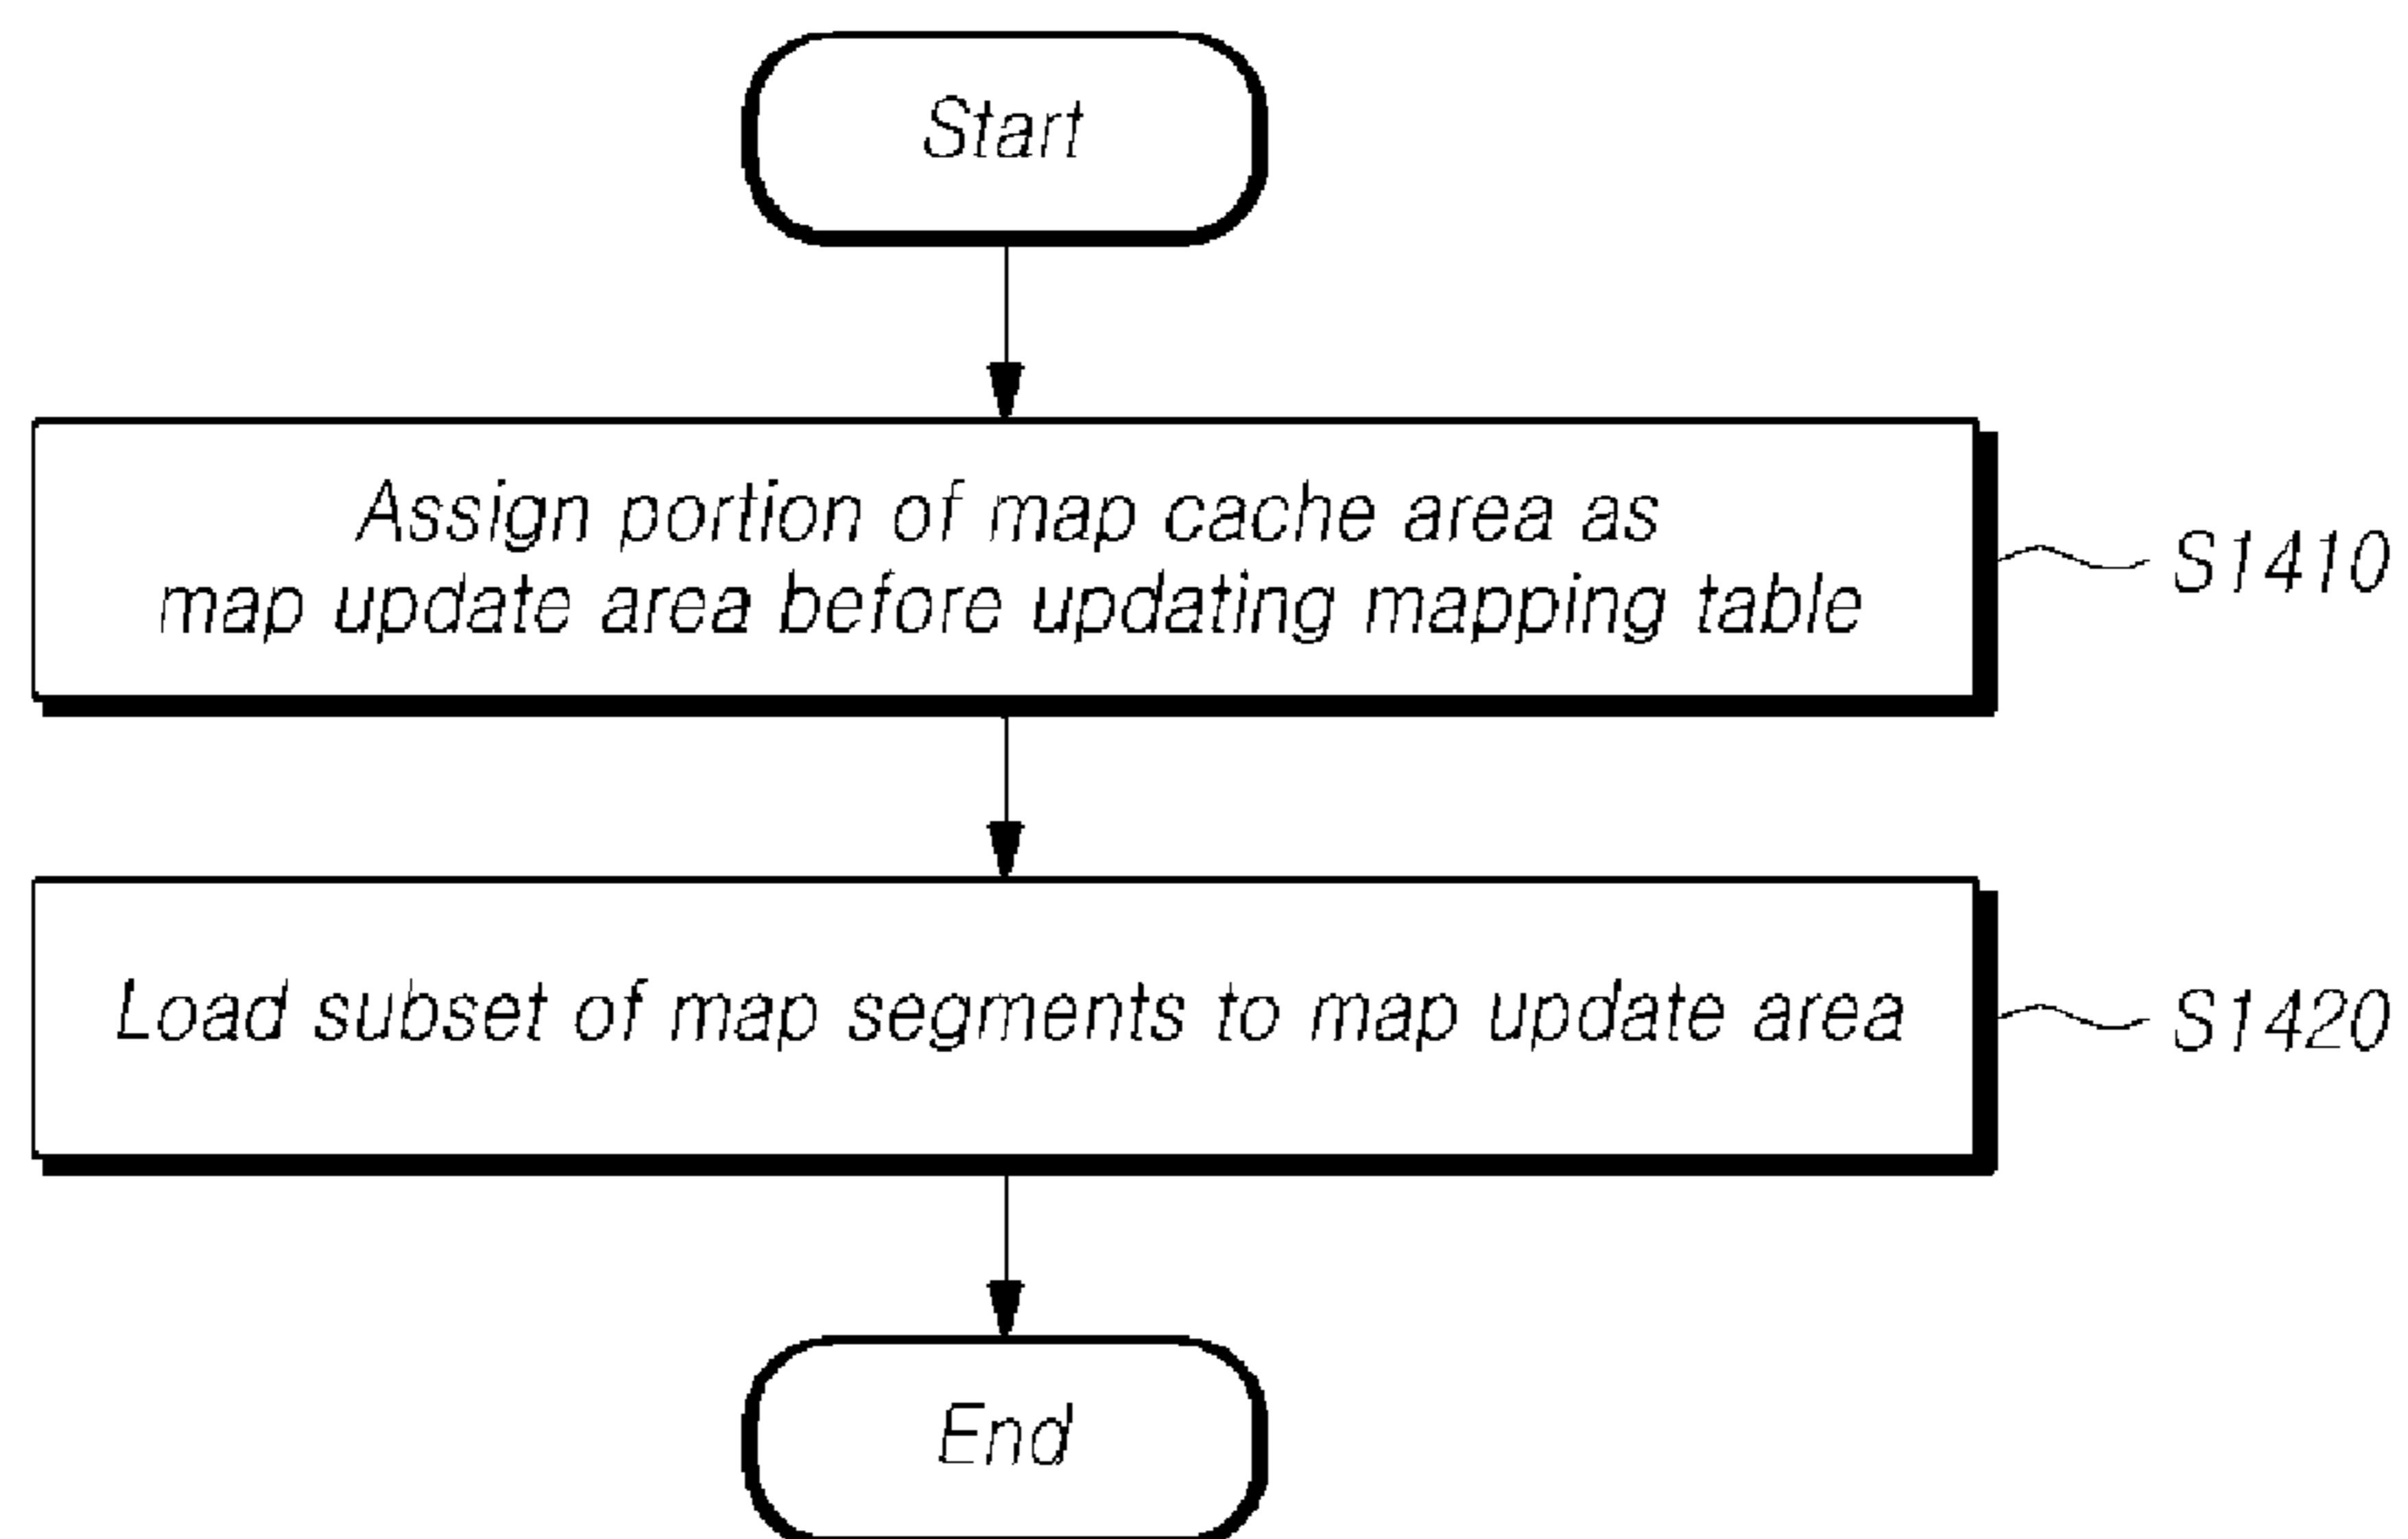 Start
Assign portion of map cache area as
map update area before updating mapping table
S1410
Load subset of map segments to map update area
S1420
End